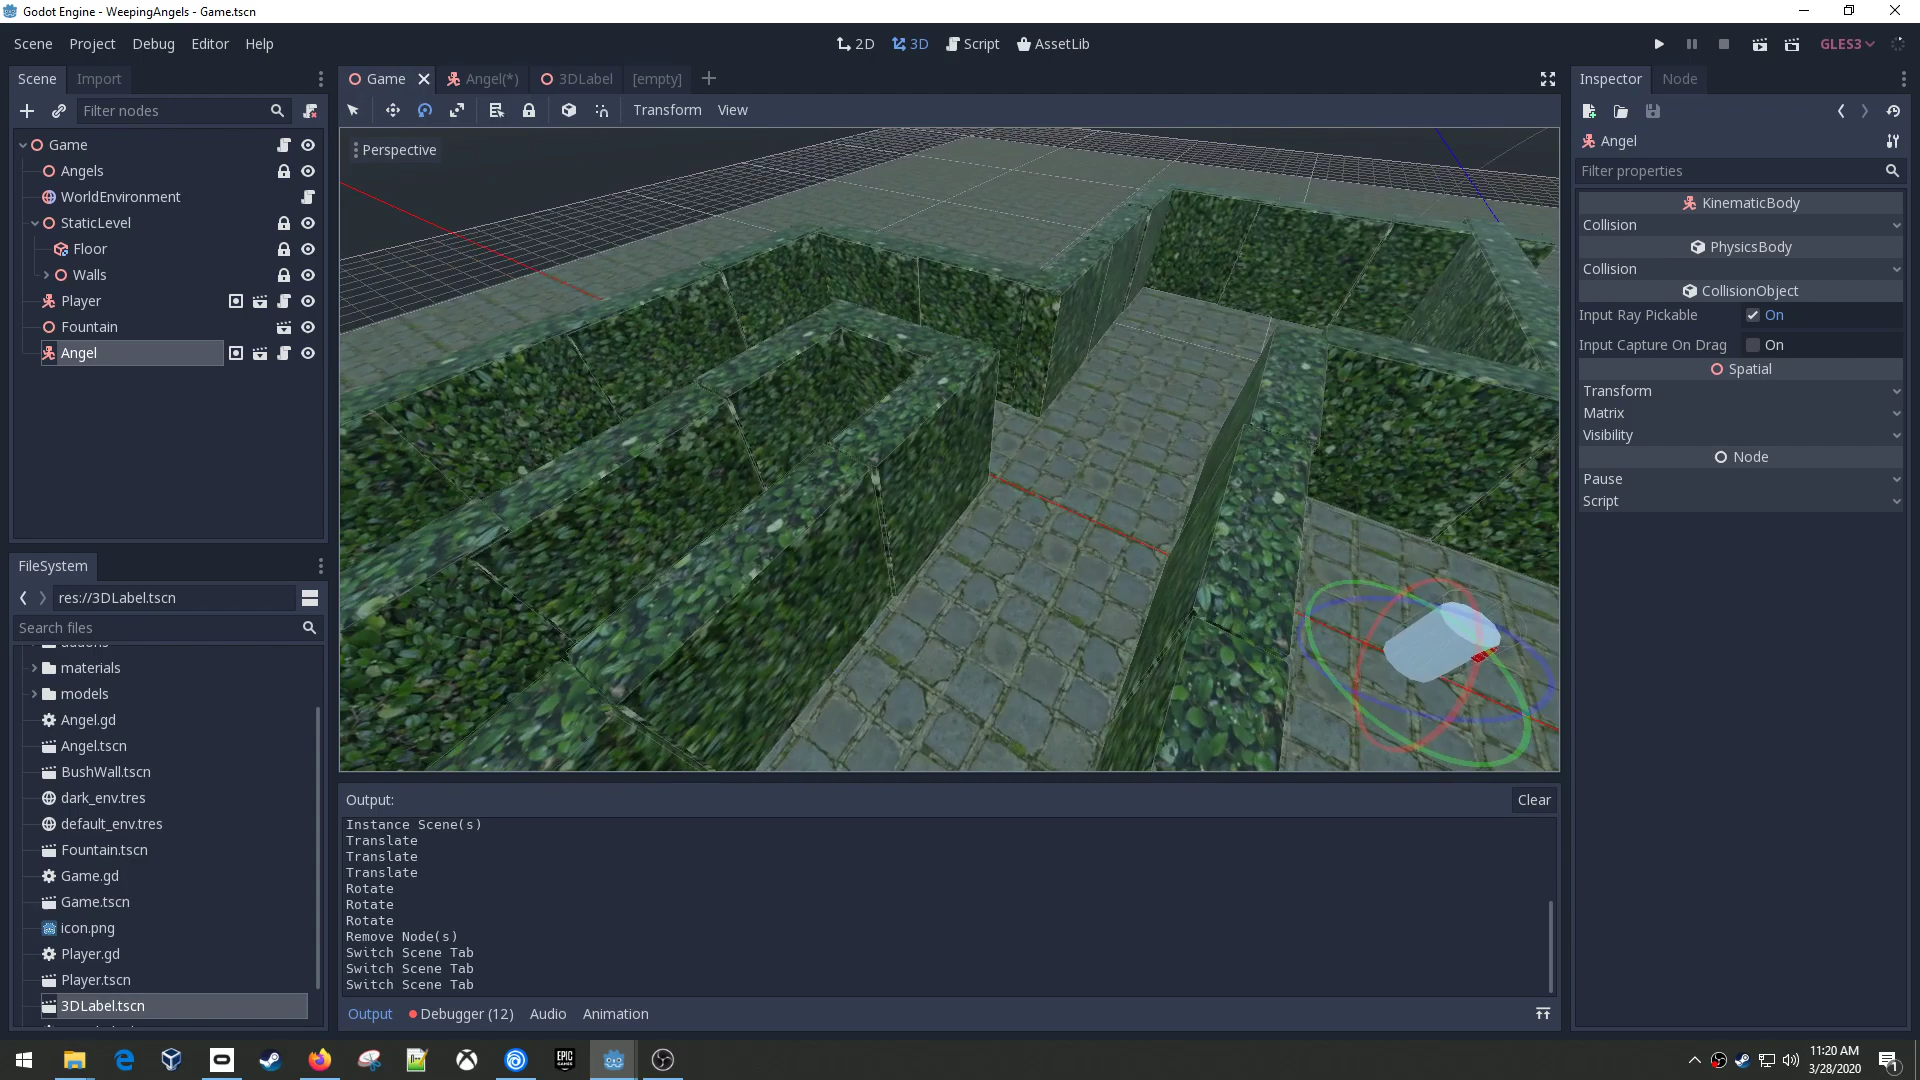 Godot Engine - WeepingAngels - Game.tscn
Scene Project Debug Editor Help
2D 3D Script AssetLib
GLES3
Scene Import
Filter nodes
Game
Angels
WorldEnvironment
StaticLevel
Floor
Walls
Player
Fountain
Angel
FileSystem
res://3DLabel.tscn
Search files
materials
models
Angel.gd
Angel.tscn
BushWall.tscn
dark_env.tres
default_env.tres
Fountain.tscn
Game.gd
Game.tscn
icon.png
Player.gd
Player.tscn
3DLabel.tscn
Game Angel(*) 3DLabel [empty]
Transform View
Perspective
Output:
Clear
Instance Scene(s)
Translate
Translate
Translate
Rotate
Rotate
Rotate
Remove Node(s)
Switch Scene Tab
Switch Scene Tab
Switch Scene Tab
Output Debugger (12) Audio Animation
Inspector Node
Angel
Filter properties
KinematicBody
Collision
PhysicsBody
Collision
CollisionObject
Input Ray Pickable On
Input Capture On Drag On
Spatial
Transform
Matrix
Visibility
Node
Pause
Script
EPIC
GAMES
11:20 AM
3/28/2020
1